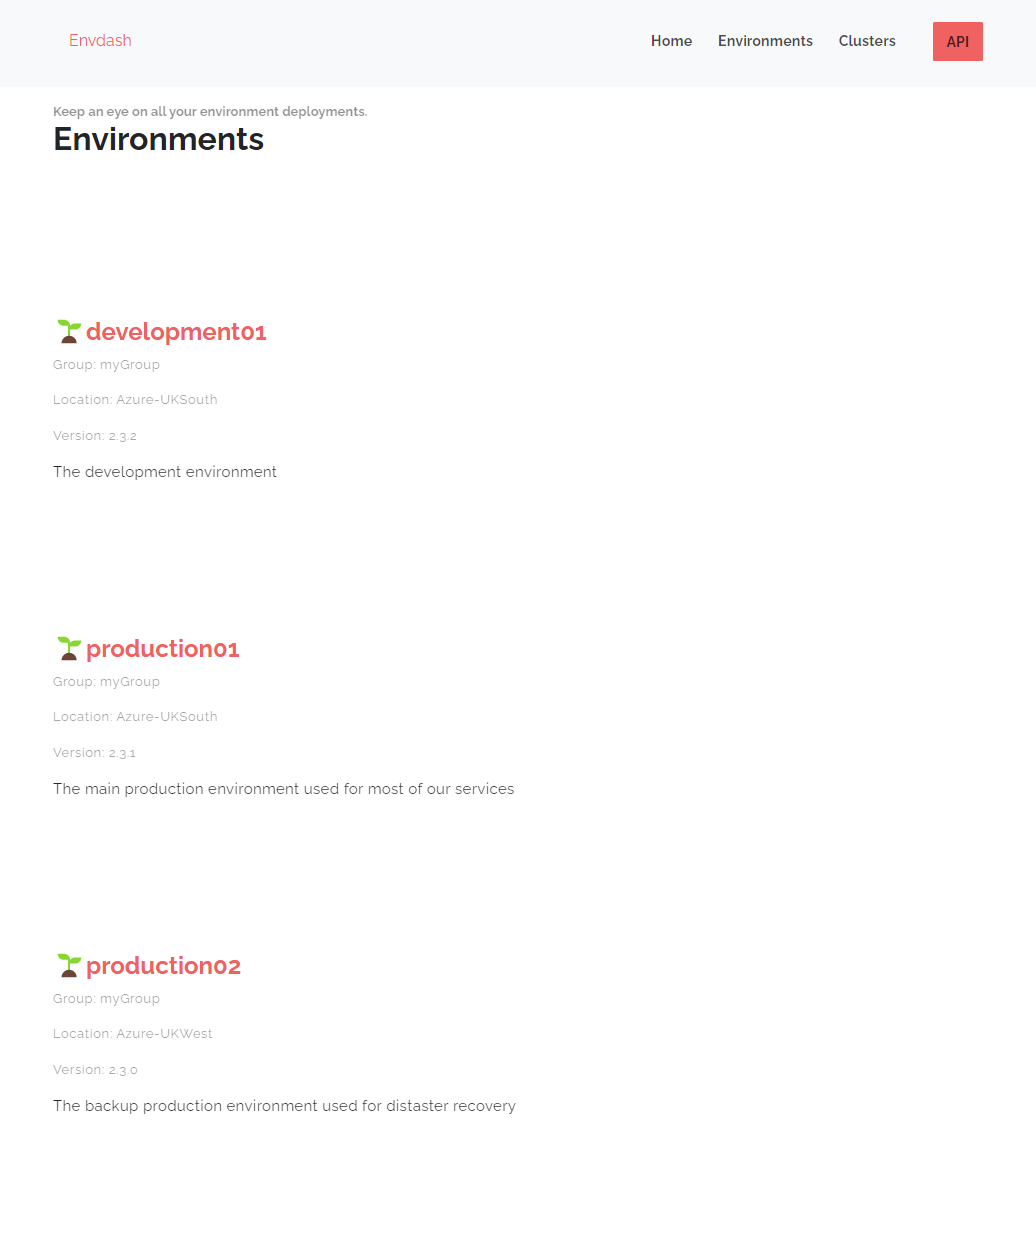 Envdash
Home Environments Clusters API
Keep an eye on all your environment deployments.
Environments
development01
Group: myGroup
Location: Azure-UKSouth
Version: 2.3.2
The development environment
production01
Group: myGroup
Location: Azure-UKSouth
Version: 2.3.1
The main production environment used for most of our services
production02
Group: myGroup
Location: Azure-UKWest
Version: 2.3.0
The backup production environment used for distaster recovery